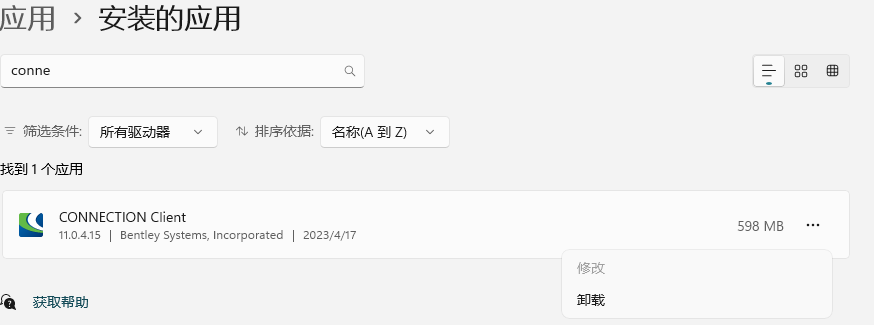 应用 › 安装的应用
conne
筛选条件: 所有驱动器 排序依据: 名称(A 到 Z)
找到 1 个应用
CONNECTION Client
11.0.4.15 | Bentley Systems, Incorporated | 2023/4/17
598 MB
修改
卸载
获取帮助